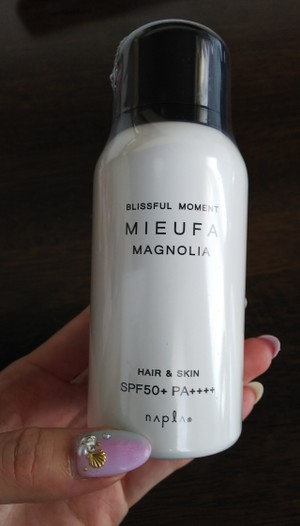 BLISSFUL MOMENT
MIEUFA
MAGNOLIA
HAIR & SKIN
SPF50+ PA++++
napla®